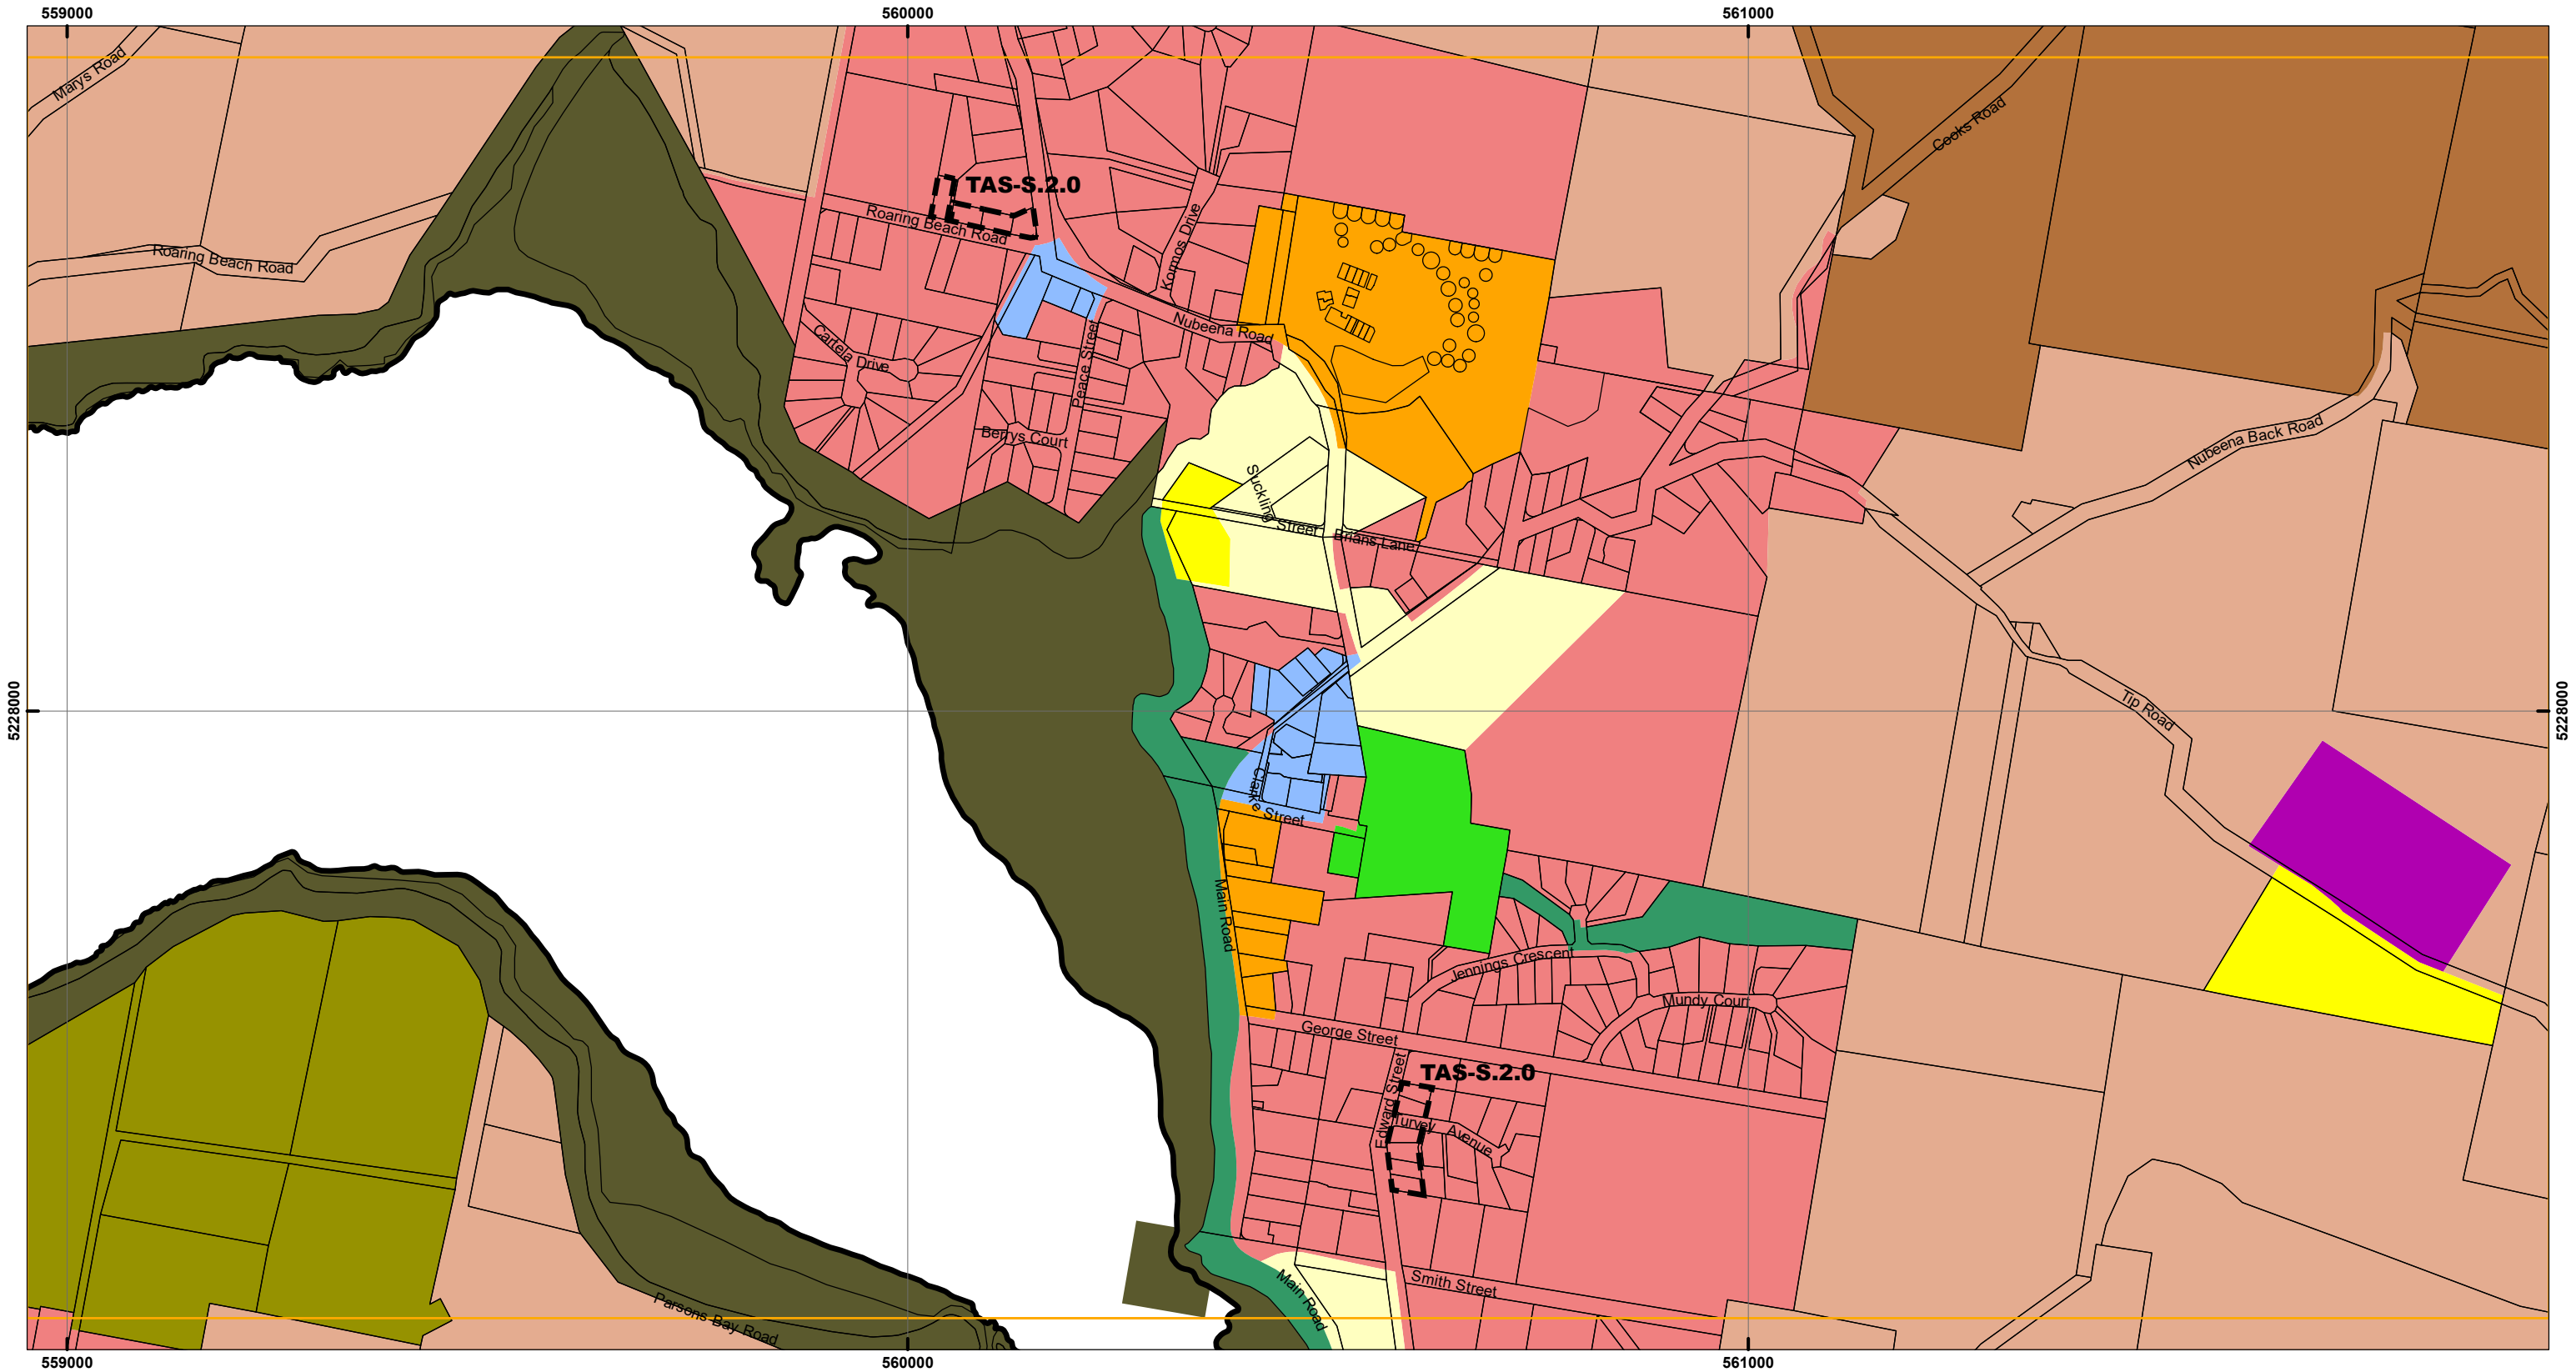 559000
560000
561000
Marys Road
Cooks Road
TAS-S.2.0
Roaring Beach Road
Kormos Drive
Roaring Beach Road
Nubeena Road
Cartela Drive
Peace Street
Nubeena Back Road
Berrys Court
Suckling Street
Brians Lane
5228000
5228000
Tip Road
Clarke Street
Main Road
Jennings Crescent
Mundy Court
George Street
TAS-S.2.0
Edward Street
Turvey Avenue
Smith Street
Main Road
Parsons Bay Road
559000
560000
561000